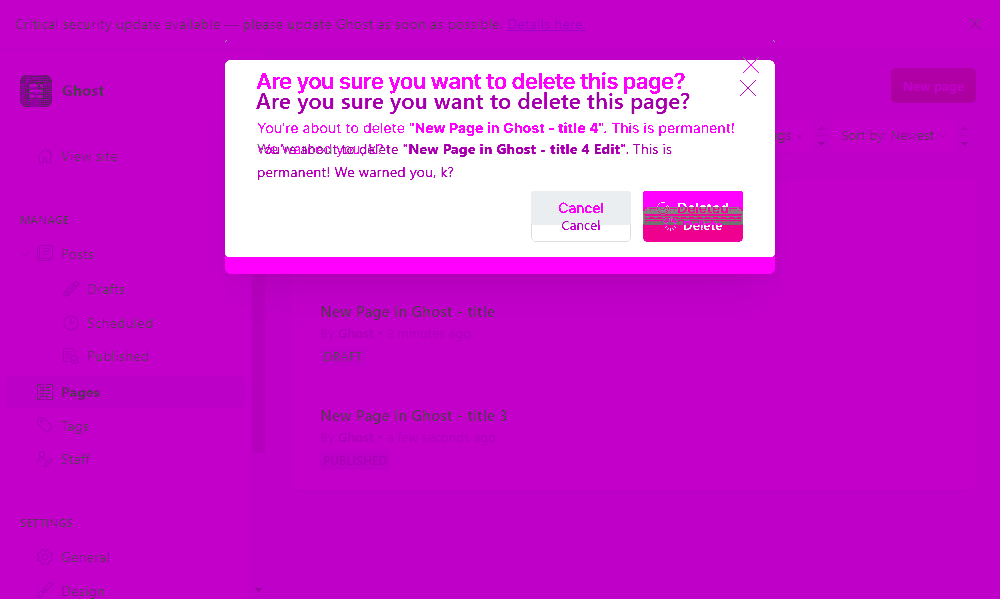 Critical security update available — please update Ghost as soon as possible. Details here.
Are you sure you want to delete this page?
Are you sure you want to delete this page?
Ghost
New page
You're about to delete "New Page in Ghost - title 4". This is permanent!
Sort by: Newest
You're about to delete "New Page in Ghost - title 4 Edit". This is
View site
permanent! We warned you, k?
Cancel
Deleted
Cancel
Delete
MANAGE
Posts
Drafts
New Page in Ghost - title
Scheduled
By Ghost - minutes ago
Published
DRAFT
Pages
New Page in Ghost - title 3
Tags
By Ghost - a few seconds ago
Staff
PUBLISHED
SETTINGS
General
Design